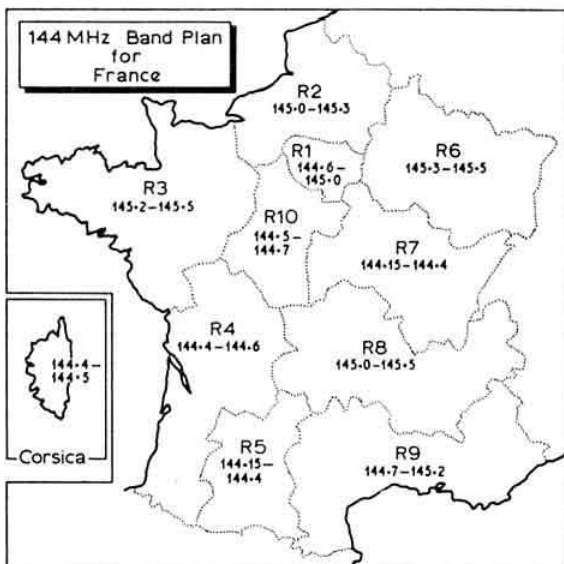 144 MHz Band Plan
for
France
R2
145·0–145·3
R1
144·6–
145·0
R6
145·3–145·5
R3
145·2–145·5
R10
144·5–
144·7
R7
144·15–144·4
R4
144·4–144·6
R8
145·0–145·5
144·4–
144·5
Corsica
R5
144·15–
144·4
R9
144·7–145·2